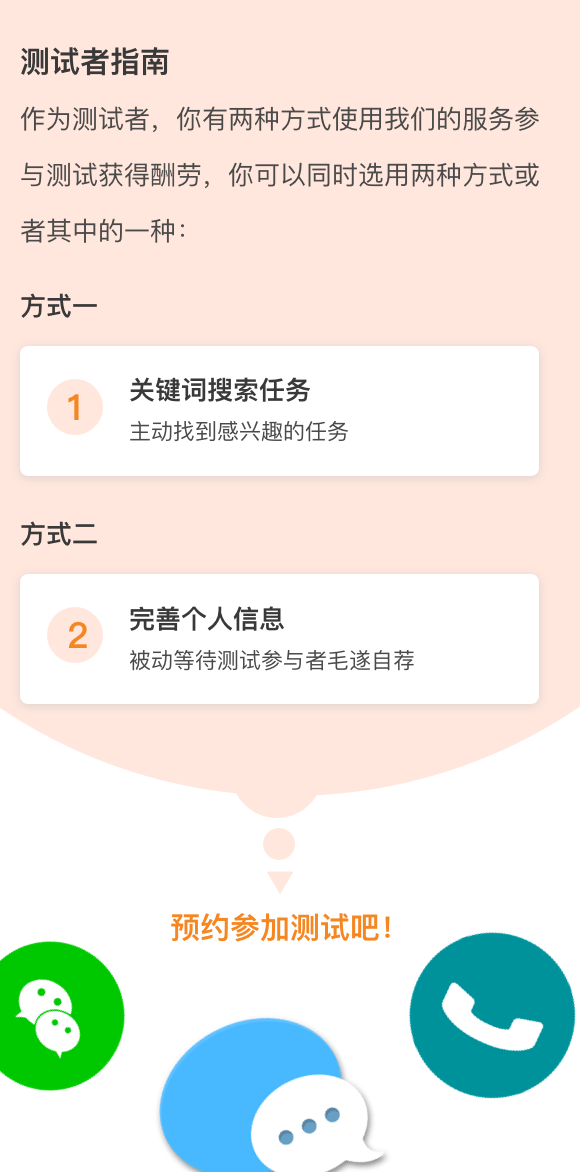 测试者指南
作为测试者，你有两种方式使用我们的服务参
与测试获得酬劳，你可以同时选用两种方式或
者其中的一种：
方式一
1
关键词搜索任务
主动找到感兴趣的任务
方式二
2
完善个人信息
被动等待测试参与者毛遂自荐
预约参加测试吧！